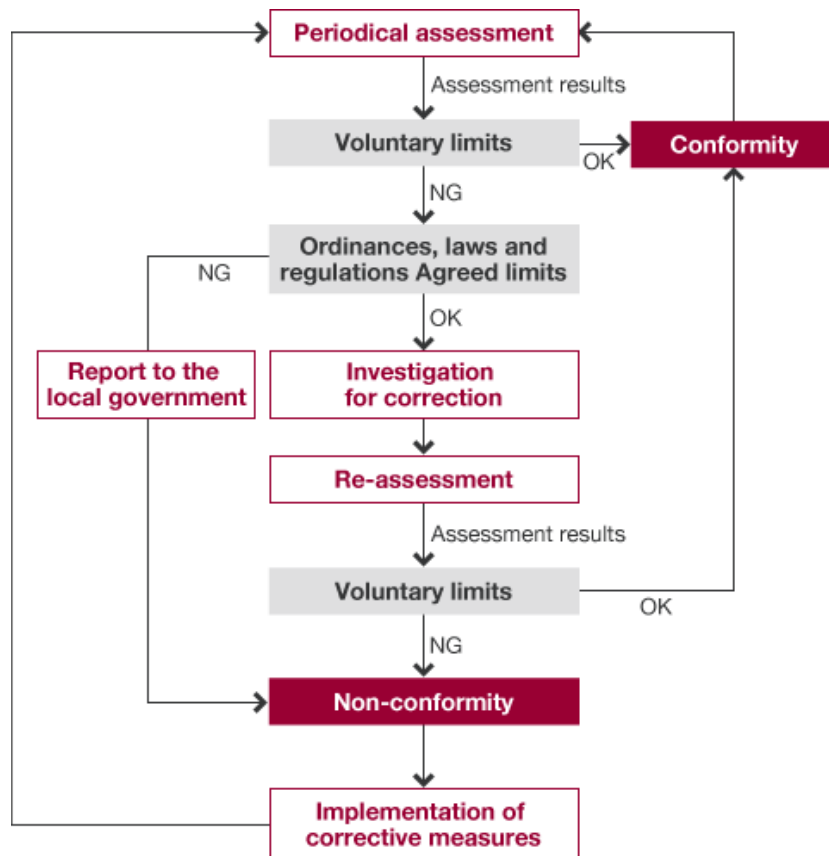 Periodical assessment
Assessment results
Voluntary limits
OK
Conformity
NG
Ordinances, laws and
regulations Agreed limits
NG
OK
Report to the
local government
Investigation
for correction
Re-assessment
Assessment results
Voluntary limits
OK
NG
Non-conformity
Implementation of
corrective measures